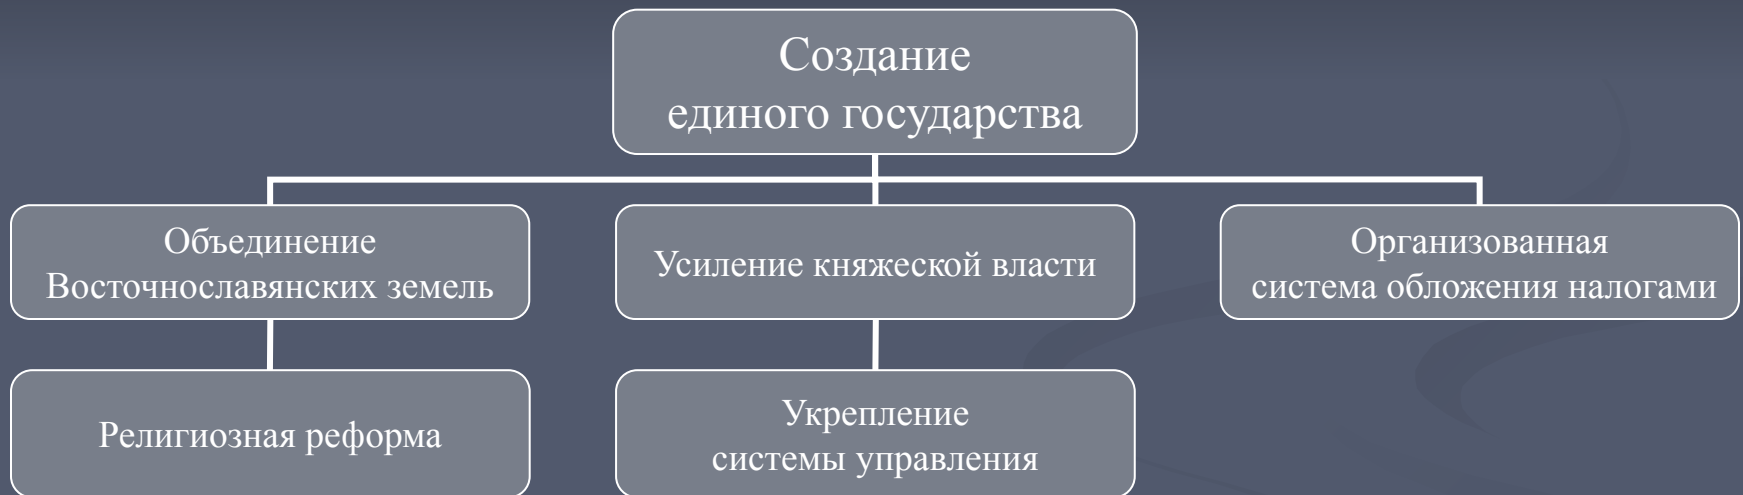 Создание
единого государства
Объединение
Восточнославянских земель
Усиление княжеской власти
Организованная
система обложения налогами
Религиозная реформа
Укрепление
системы управления